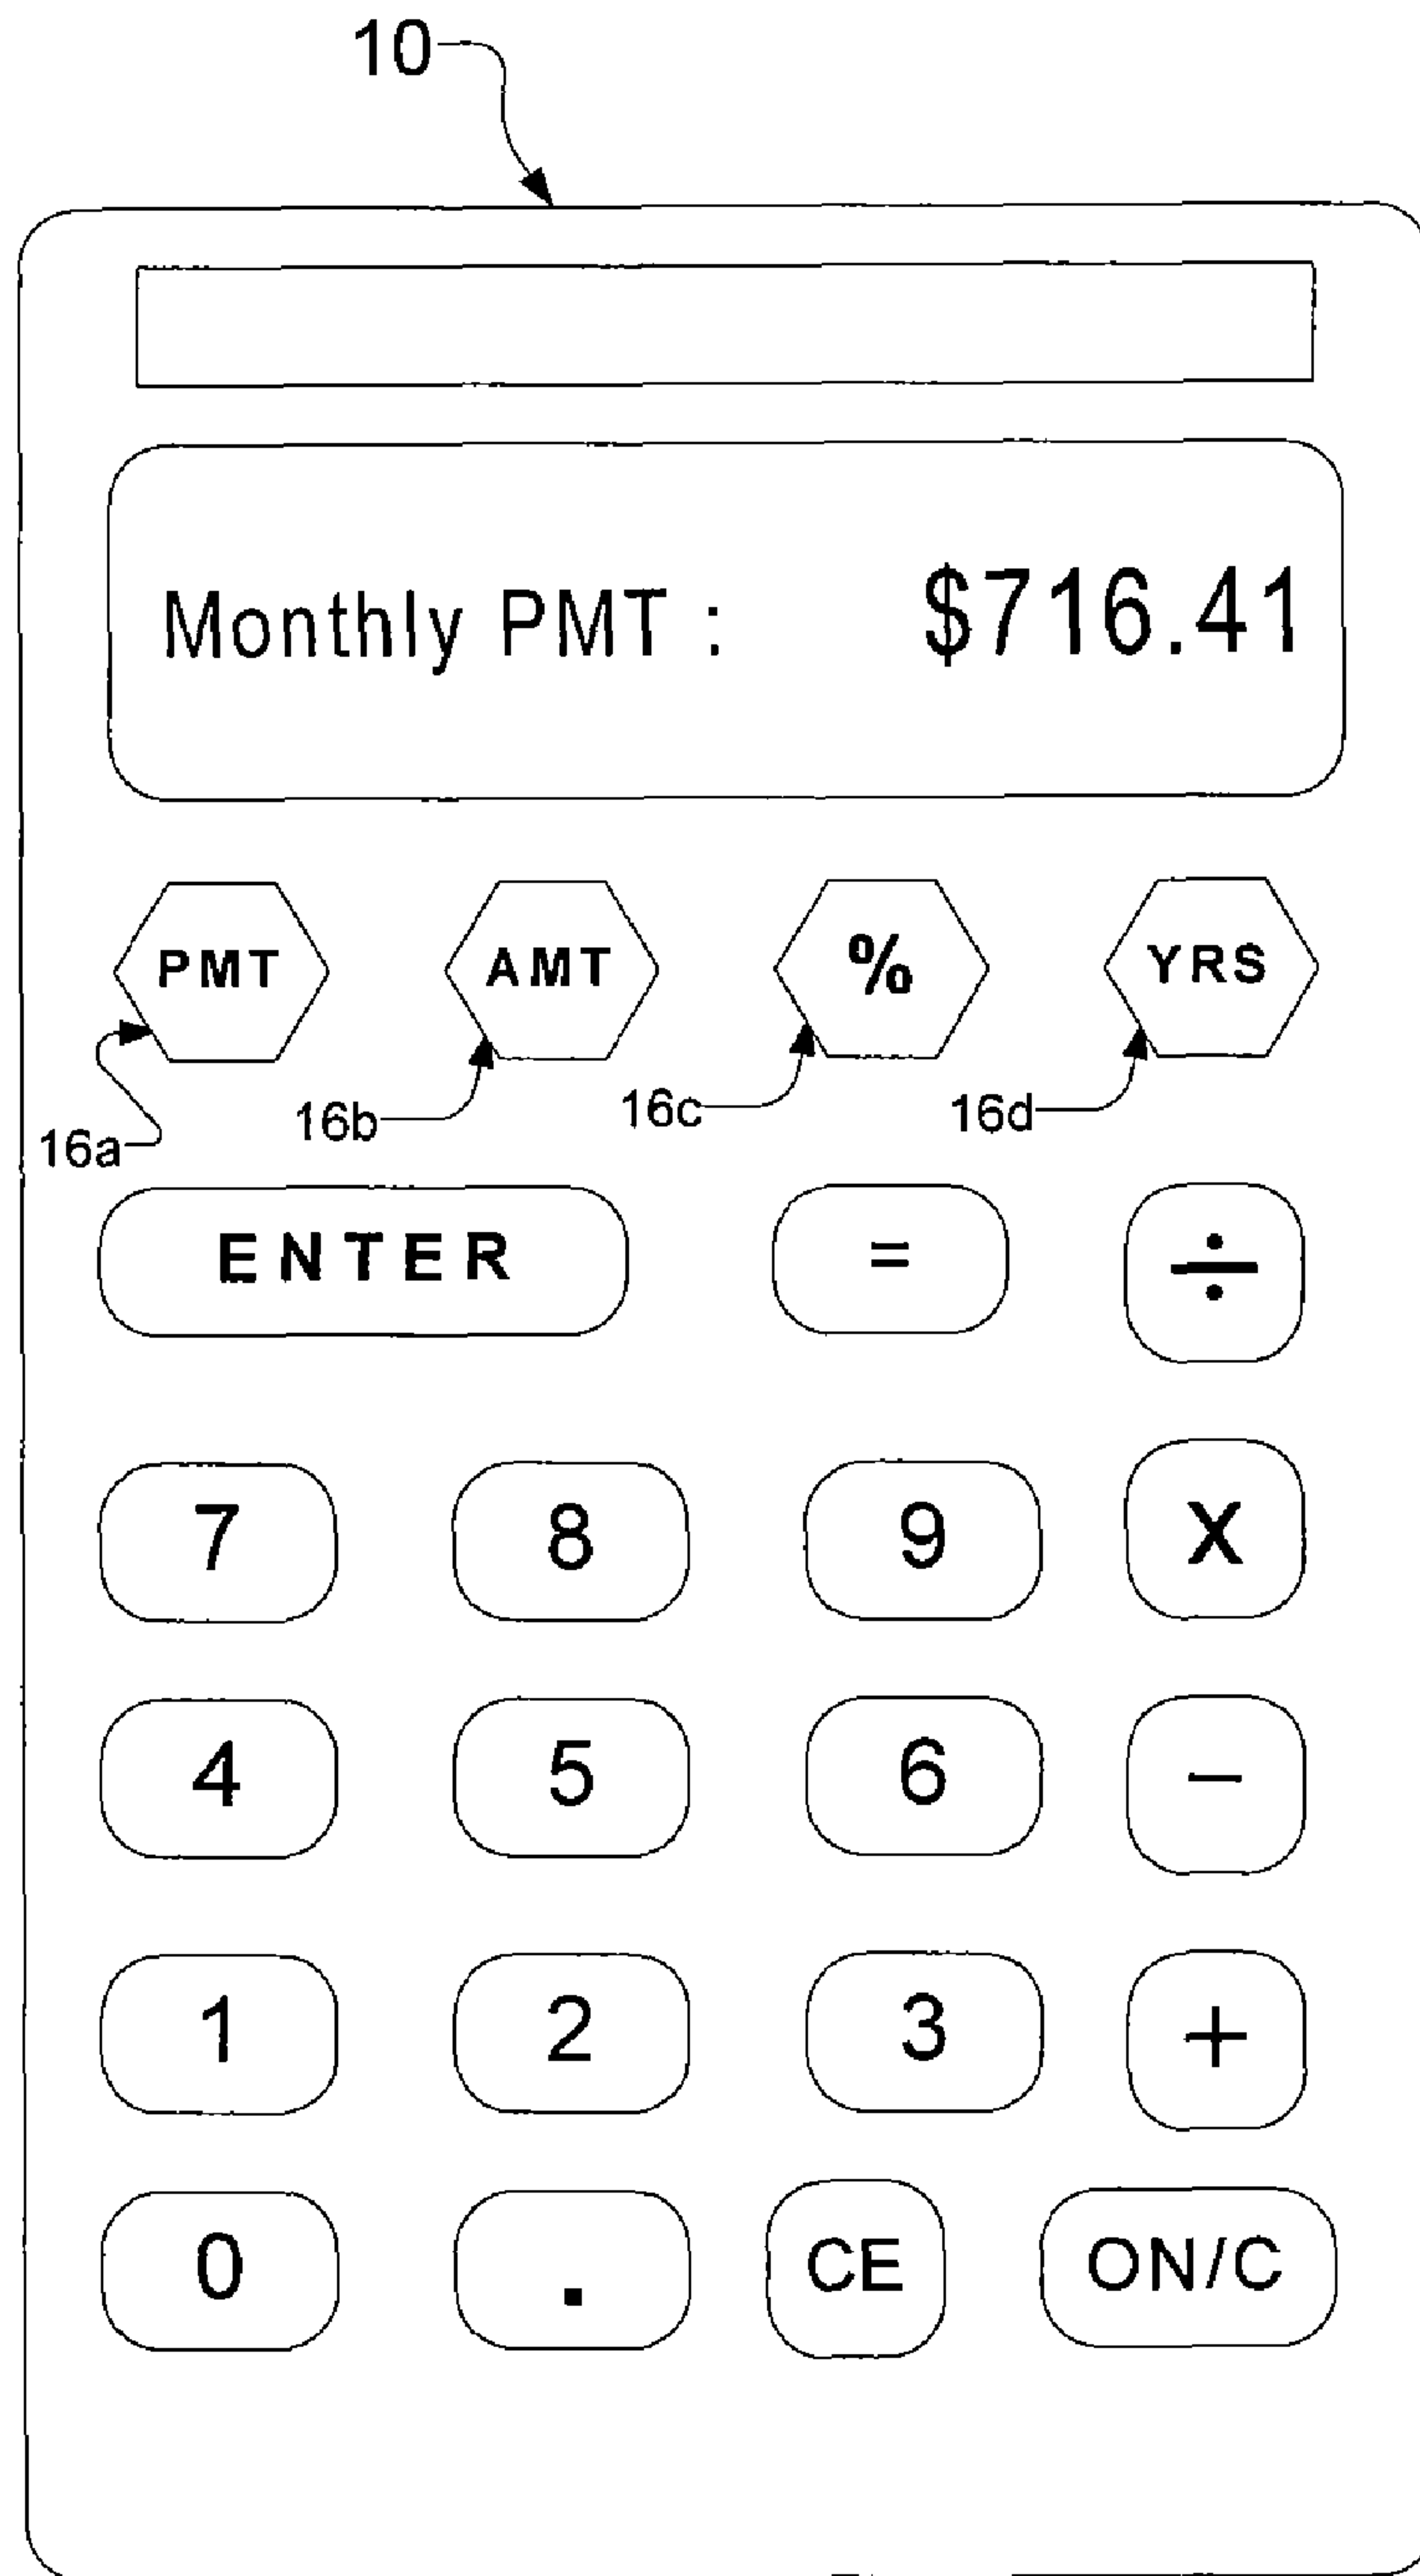 10
Monthly PMT : $716.41
PMT AMT % YRS
16a 16b 16c 16d
ENTER = ÷
7 8 9 X
4 5 6 −
1 2 3 +
0 . CE ON/C